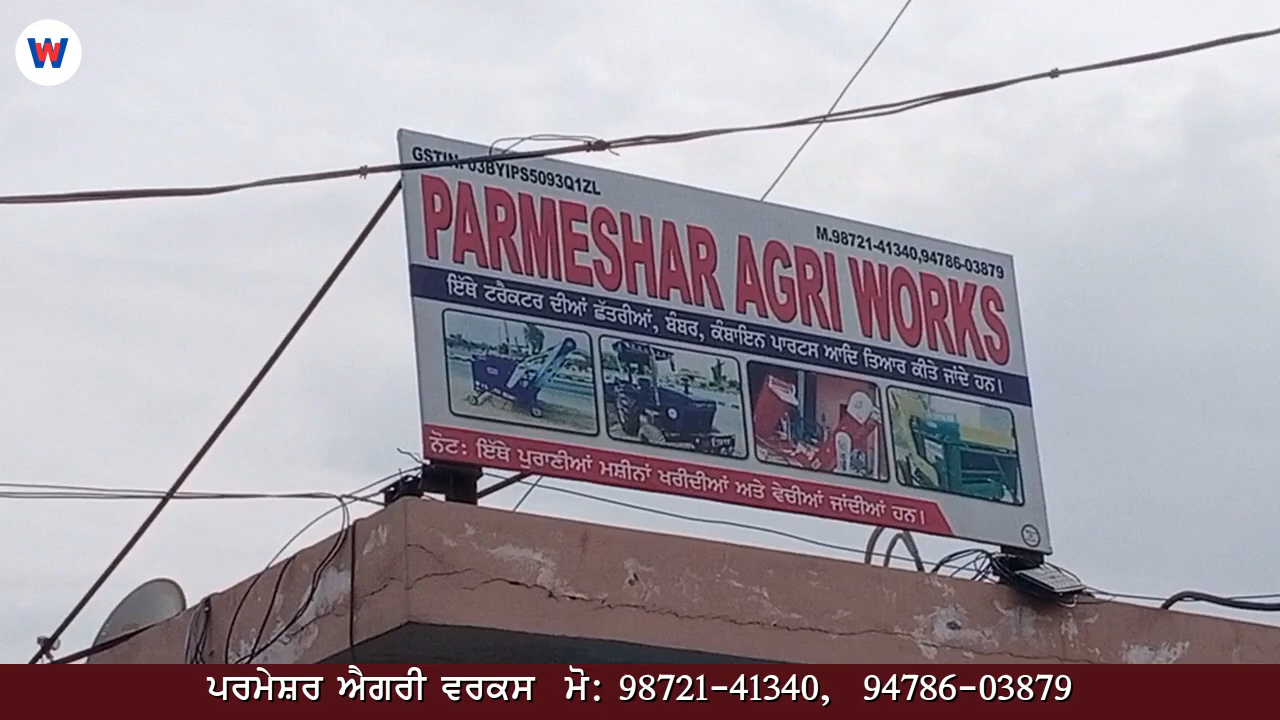 W
GSTIN. 03BYIPS5093Q1ZL
M.98721-41340,94786-03879
PARMESHAR AGRI WORKS
ਇੱਥੇ ਟਰੈਕਟਰ ਦੀਆਂ ਛੱਤਰੀਆਂ, ਬੰਬਰ, ਕੰਬਾਇਨ ਪਾਰਟਸ ਆਦਿ ਤਿਆਰ ਕੀਤੇ ਜਾਂਦੇ ਹਨ।
ਨੋਟ: ਇੱਥੇ ਪੁਰਾਣੀਆਂ ਮਸ਼ੀਨਾਂ ਖਰੀਦੀਆਂ ਅਤੇ ਵੇਚੀਆਂ ਜਾਂਦੀਆਂ ਹਨ।
ਪਰਮੇਸ਼ਰ ਐਗਰੀ ਵਰਕਸ ਮੋ: 98721-41340, 94786-03879